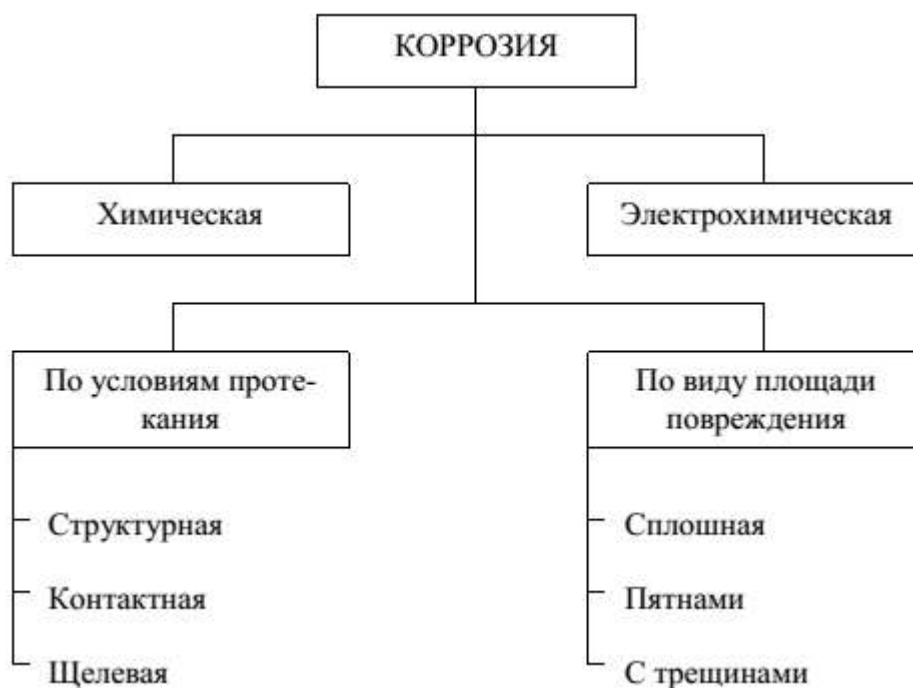 КОРРОЗИЯ
Химическая
Электрохимическая
По условиям проте-
кания
По виду площади
повреждения
Структурная
Сплошная
Контактная
Пятнами
Щелевая
С трещинами